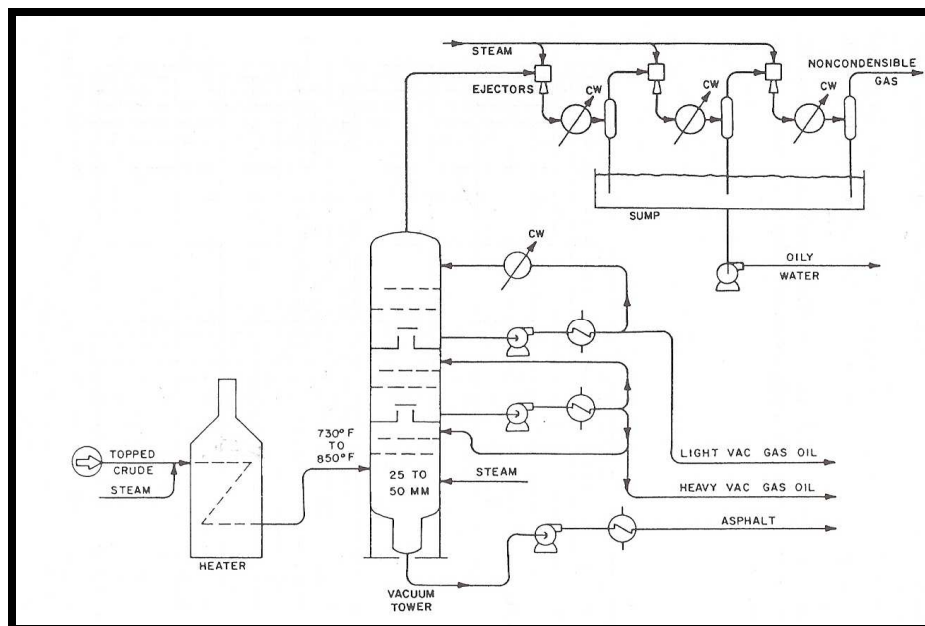 STEAM
NONCONDENSIBLE
GAS
EJECTORS
CW
CW
CW
SUMP
CW
OILY
WATER
730°F
TO
850°F
TOPPED
CRUDE
STEAM
25 TO
50 MM
STEAM
LIGHT VAC GAS OIL
HEAVY VAC GAS OIL
ASPHALT
HEATER
VACUUM
TOWER